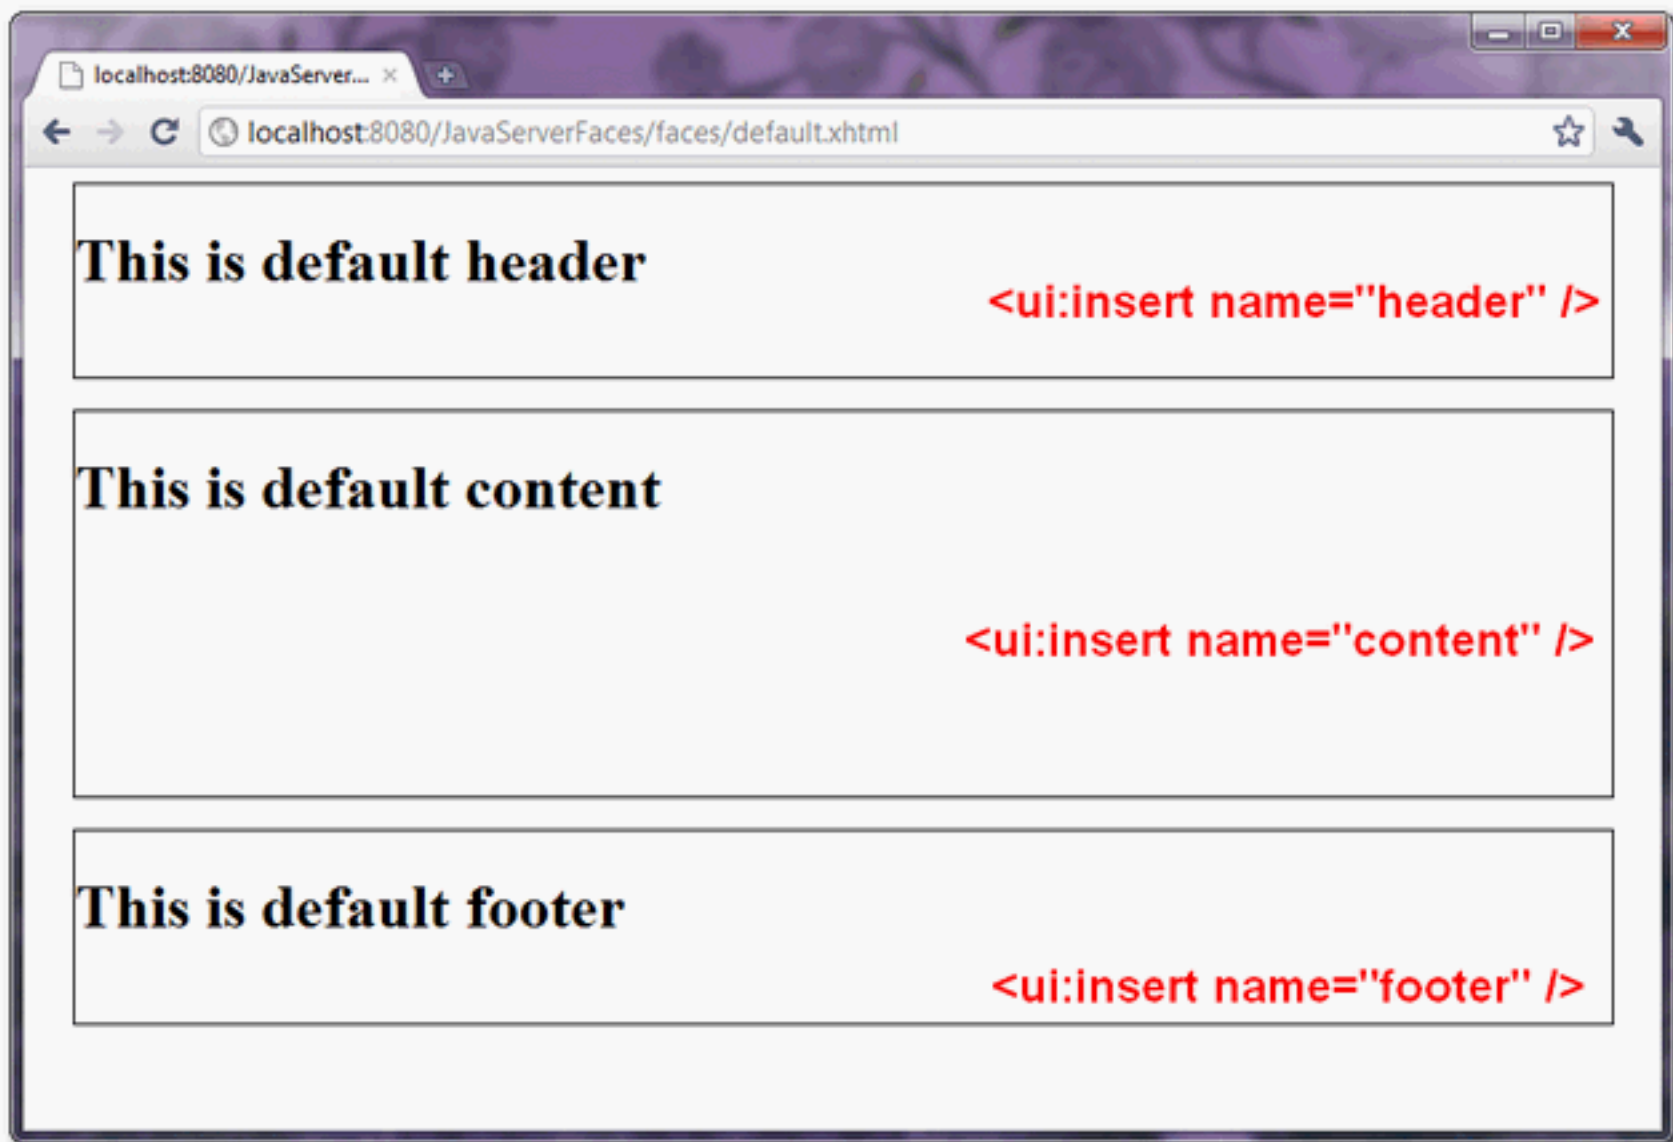 localhost:8080/JavaServer...
localhost:8080/JavaServerFaces/faces/default.xhtml
This is default header
<ui:insert name="header" />
This is default content
<ui:insert name="content" />
This is default footer
<ui:insert name="footer" />